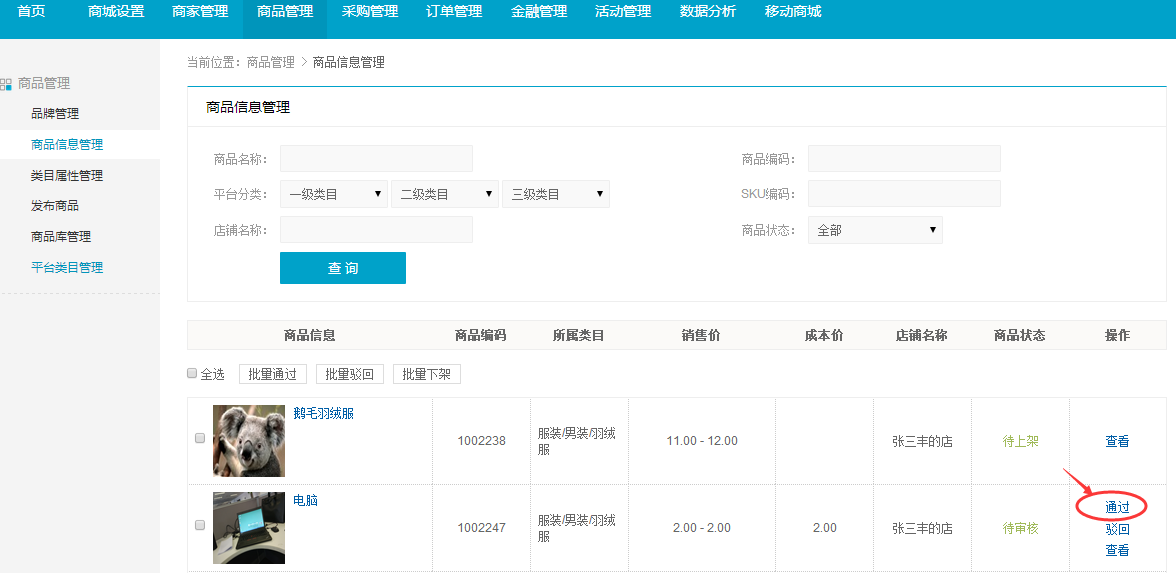 首页 商城设置 商家管理 商品管理 采购管理 订单管理 金融管理 活动管理 数据分析 移动商城
当前位置：商品管理 > 商品信息管理
商品管理
品牌管理
商品信息管理
类目属性管理
发布商品
商品库管理
平台类目管理
商品信息管理
商品名称： 商品编码：
平台分类： 一级类目 二级类目 三级类目 SKU编码：
店铺名称： 商品状态： 全部
查询
商品信息 商品编码 所属类目 销售价 成本价 店铺名称 商品状态 操作
全选 批量通过 批量驳回 批量下架
鹅毛羽绒服
1002238 服装/男装/羽绒服 11.00 - 12.00 张三丰的店 待上架 查看
电脑
1002247 服装/男装/羽绒服 2.00 - 2.00 2.00 张三丰的店 待审核 通过
驳回
查看